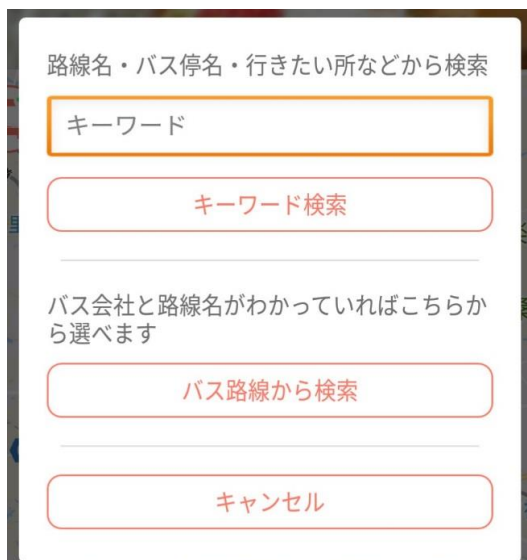 路線名・バス停名・行きたい所などから検索
キーワード
キーワード検索
バス会社と路線名がわかっていればこちらか
ら選べます
バス路線から検索
キャンセル